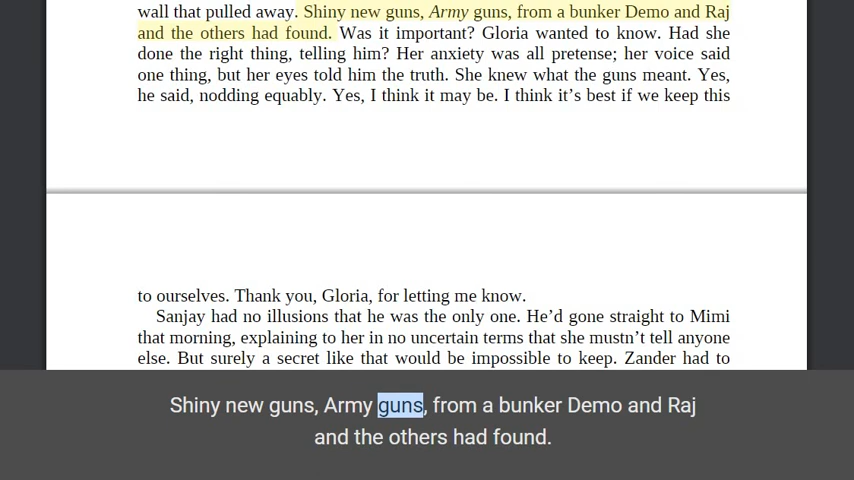 wall that pulled away. Shiny new guns, Army guns, from a bunker Demo and Raj
and the others had found. Was it important? Gloria wanted to know. Had she
done the right thing, telling him? Her anxiety was all pretense; her voice said
one thing, but her eyes told him the truth. She knew what the guns meant. Yes,
he said, nodding equably. Yes, I think it may be. I think it’s best if we keep this
to ourselves. Thank you, Gloria, for letting me know.
Sanjay had no illusions that he was the only one. He’d gone straight to Mimi
that morning, explaining to her in no uncertain terms that she mustn’t tell anyone
else. But surely a secret like that would be impossible to keep. Zander had to
Shiny new guns, Army guns, from a bunker Demo and Raj
and the others had found.